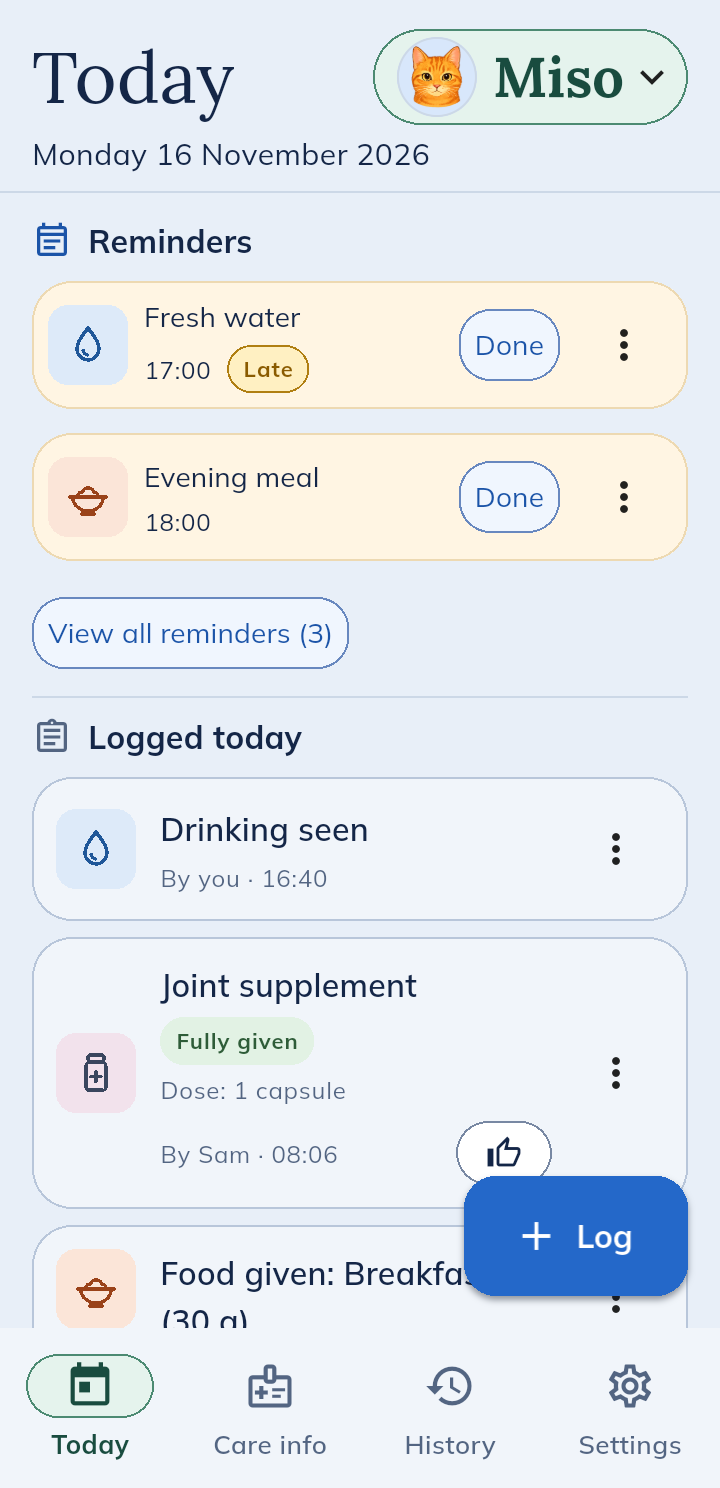 Today
Miso
Monday 16 November 2026
Reminders
Fresh water
17:00 Late
Done
Evening meal
18:00
Done
View all reminders (3)
Logged today
Drinking seen
By you · 16:40
Joint supplement
Fully given
Dose: 1 capsule
By Sam · 08:06
+ Log
Food given:
(30 g)
Today
Care info
History
Settings